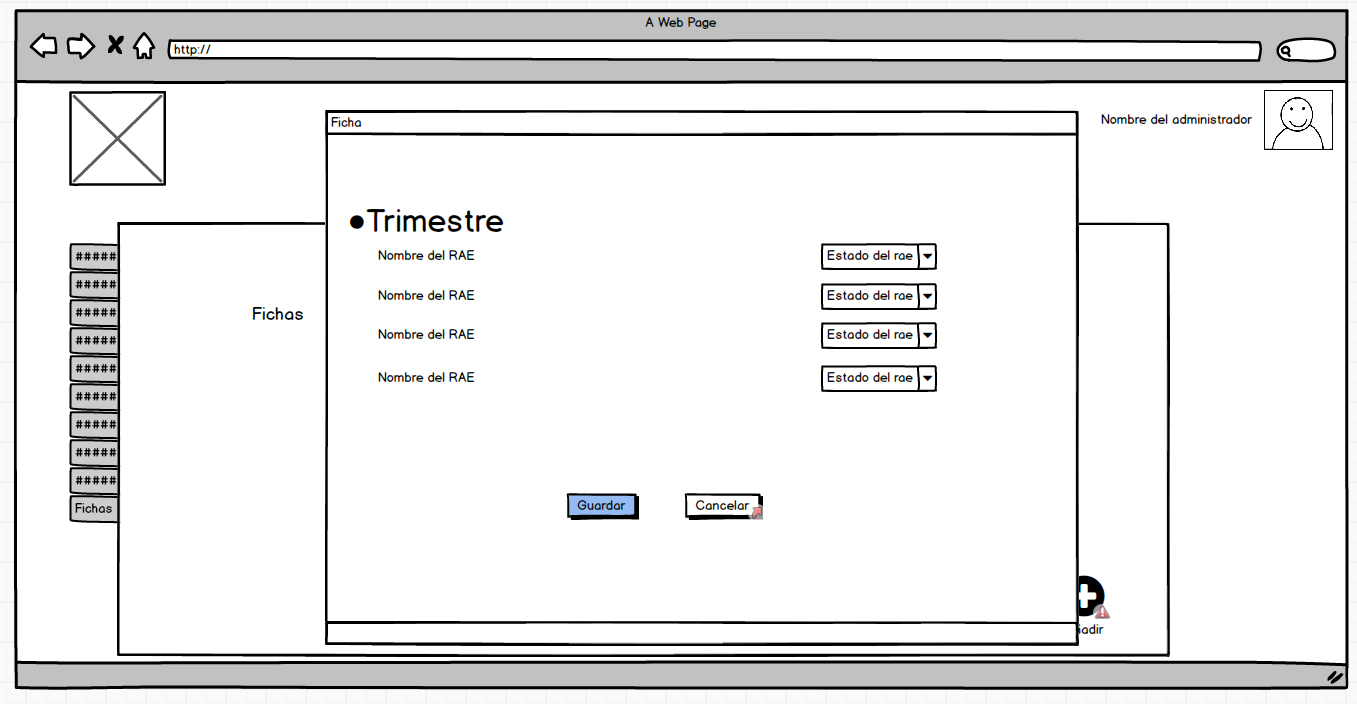 A Web Page
http://
Nombre del administrador
Ficha
●Trimestre
Nombre del RAE Estado del rae
Nombre del RAE Estado del rae
Nombre del RAE Estado del rae
Nombre del RAE Estado del rae
Guardar Cancelar
#####
#####
#####
#####
#####
#####
#####
#####
#####
Fichas
Fichas